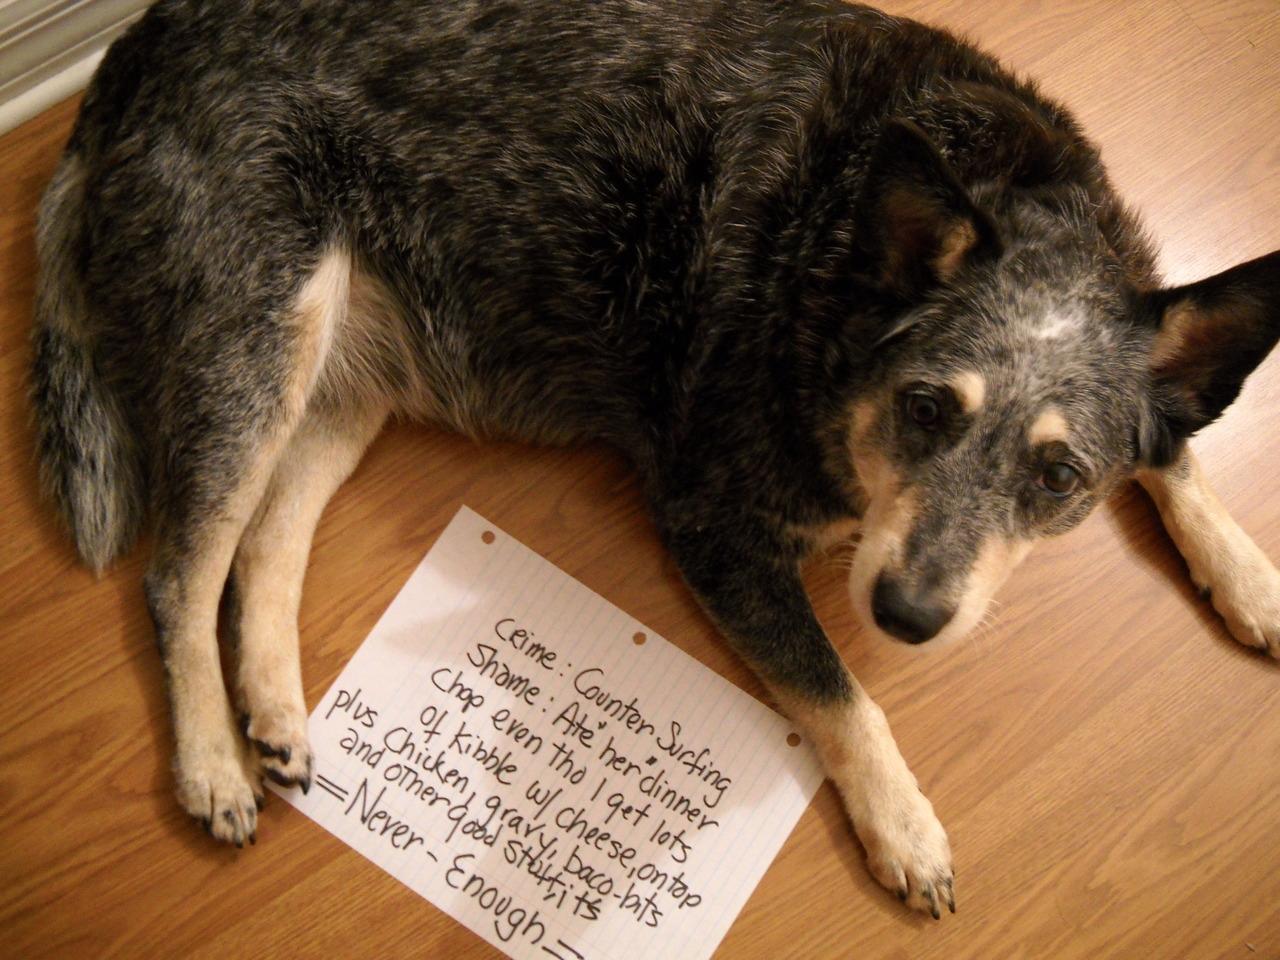 Crime: Counter Surfing
Shame: Ate "her" dinner
chop even tho I get lots
of kibble w/ cheese, on top
plus chicken, gravy, baco-bits
and other good stuff, it's
=Never-Enough=